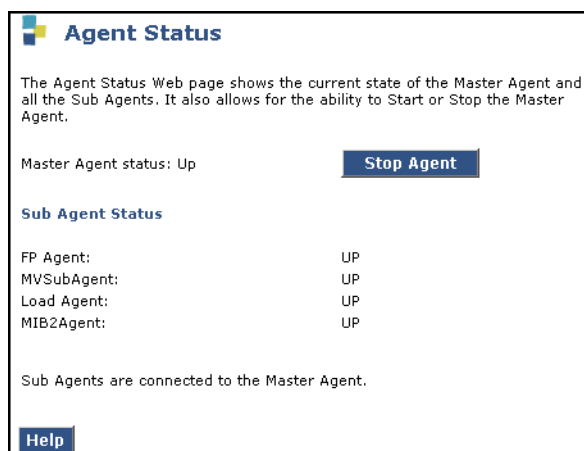 Agent Status
The Agent Status Web page shows the current state of the Master Agent and
all the Sub Agents. It also allows for the ability to Start or Stop the Master
Agent.
Master Agent status: Up
Stop Agent
Sub Agent Status
FP Agent: UP
MVSubAgent: UP
Load Agent: UP
MIB2Agent: UP
Sub Agents are connected to the Master Agent.
Help